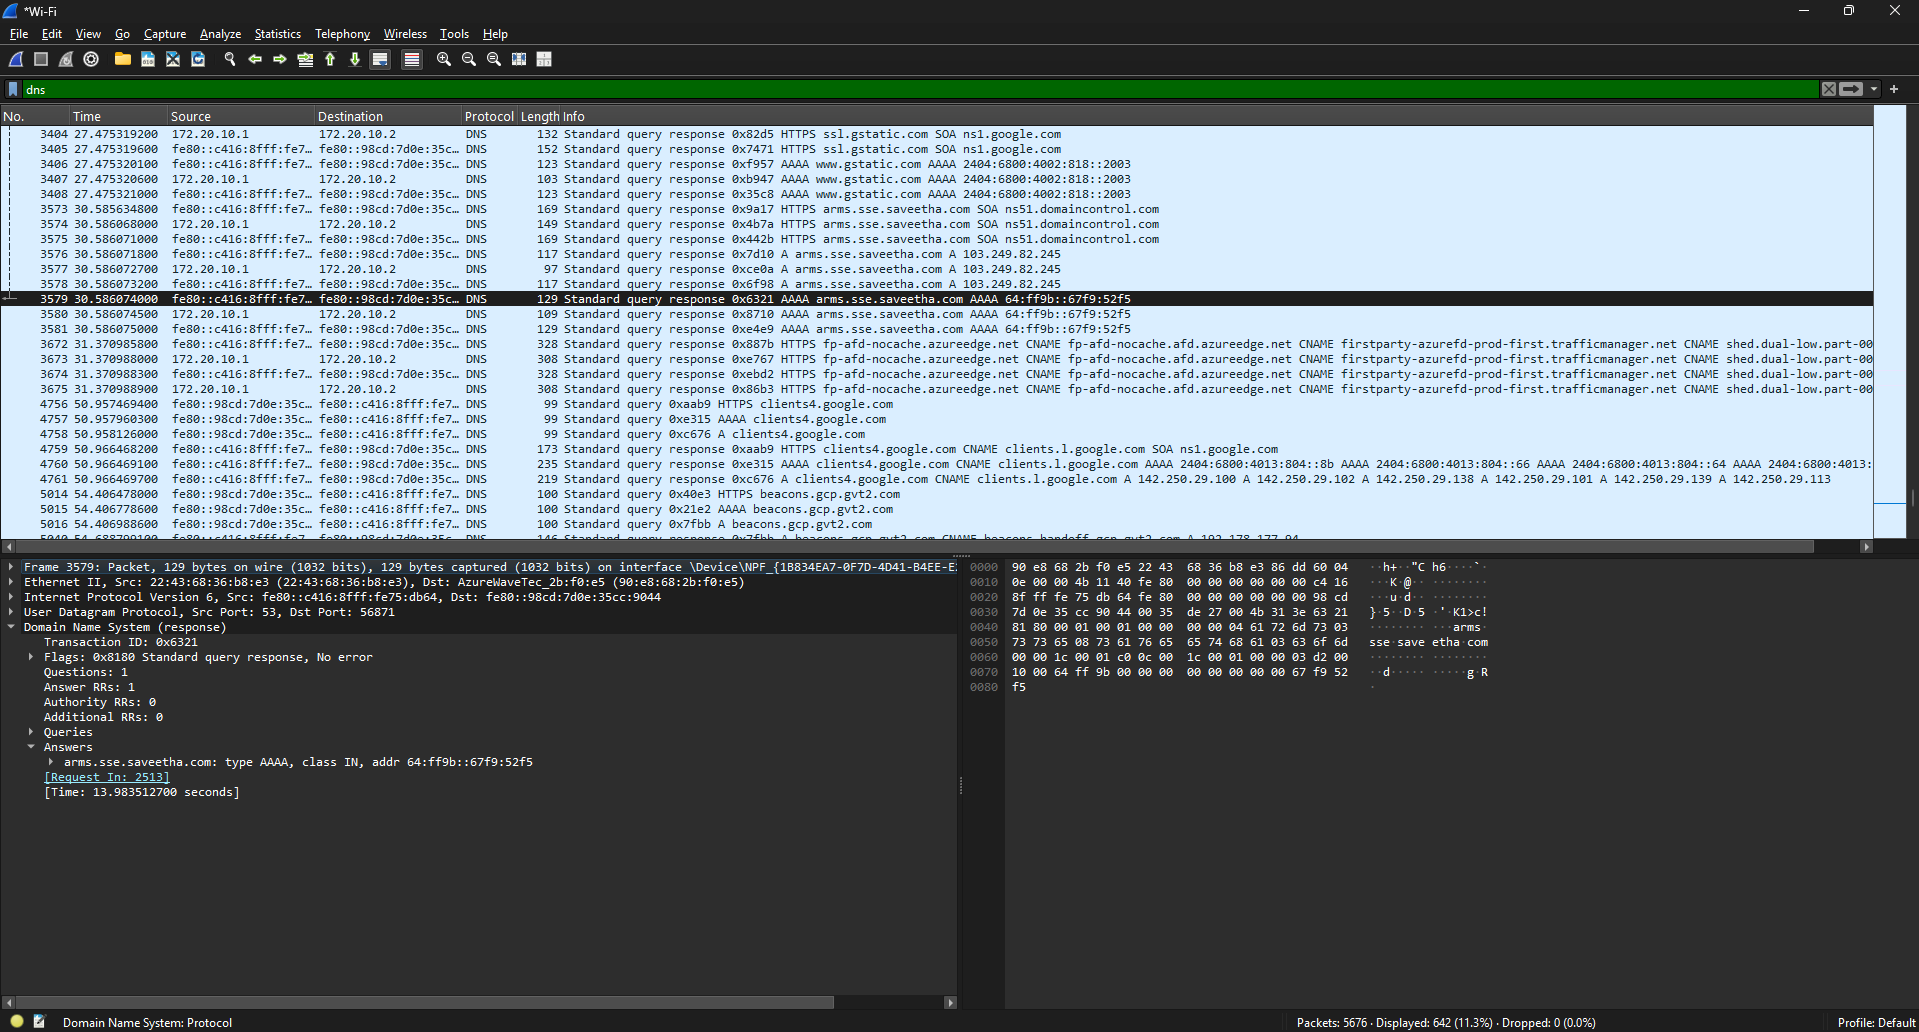 *Wi-Fi
File Edit View Go Capture Analyze Statistics Telephony Wireless Tools Help
dns
No. Time Source Destination Protocol Length Info
3404 27.475319200 172.20.10.1 172.20.10.2 DNS 132 Standard query response 0x82d5 HTTPS ssl.gstatic.com SOA ns1.google.com
3405 27.475319600 fe80::c416:8fff:fe7… fe80::98cd:7d0e:35c… DNS 152 Standard query response 0x7471 HTTPS ssl.gstatic.com SOA ns1.google.com
3406 27.475320100 fe80::c416:8fff:fe7… fe80::98cd:7d0e:35c… DNS 123 Standard query response 0xf957 AAAA www.gstatic.com AAAA 2404:6800:4002:818::2003
3407 27.475320600 172.20.10.1 172.20.10.2 DNS 103 Standard query response 0xb947 AAAA www.gstatic.com AAAA 2404:6800:4002:818::2003
3408 27.475321000 fe80::c416:8fff:fe7… fe80::98cd:7d0e:35c… DNS 123 Standard query response 0x35c8 AAAA www.gstatic.com AAAA 2404:6800:4002:818::2003
3573 30.585634800 fe80::c416:8fff:fe7… fe80::98cd:7d0e:35c… DNS 169 Standard query response 0x9a17 HTTPS arms.sse.saveetha.com SOA ns51.domaincontrol.com
3574 30.586068000 172.20.10.1 172.20.10.2 DNS 149 Standard query response 0x4b7a HTTPS arms.sse.saveetha.com SOA ns51.domaincontrol.com
3575 30.586071000 fe80::c416:8fff:fe7… fe80::98cd:7d0e:35c… DNS 169 Standard query response 0x442b HTTPS arms.sse.saveetha.com SOA ns51.domaincontrol.com
3576 30.586071800 fe80::c416:8fff:fe7… fe80::98cd:7d0e:35c… DNS 117 Standard query response 0x7d10 A arms.sse.saveetha.com A 103.249.82.245
3577 30.586072700 172.20.10.1 172.20.10.2 DNS 97 Standard query response 0xce0a A arms.sse.saveetha.com A 103.249.82.245
3578 30.586073200 fe80::c416:8fff:fe7… fe80::98cd:7d0e:35c… DNS 117 Standard query response 0x6f98 A arms.sse.saveetha.com A 103.249.82.245
3579 30.586074000 fe80::c416:8fff:fe7… fe80::98cd:7d0e:35c… DNS 129 Standard query response 0x6321 AAAA arms.sse.saveetha.com AAAA 64:ff9b::67f9:52f5
3580 30.586074500 172.20.10.1 172.20.10.2 DNS 109 Standard query response 0x8710 AAAA arms.sse.saveetha.com AAAA 64:ff9b::67f9:52f5
3581 30.586075000 fe80::c416:8fff:fe7… fe80::98cd:7d0e:35c… DNS 129 Standard query response 0xe4e9 AAAA arms.sse.saveetha.com AAAA 64:ff9b::67f9:52f5
3672 31.370985800 fe80::c416:8fff:fe7… fe80::98cd:7d0e:35c… DNS 328 Standard query response 0x887b HTTPS fp-afd-nocache.azureedge.net CNAME fp-afd-nocache.afd.azureedge.net CNAME firstparty-azurefd-prod-first.trafficmanager.net CNAME shed.dual-low.part-00
3673 31.370988000 172.20.10.1 172.20.10.2 DNS 308 Standard query response 0xe767 HTTPS fp-afd-nocache.azureedge.net CNAME fp-afd-nocache.afd.azureedge.net CNAME firstparty-azurefd-prod-first.trafficmanager.net CNAME shed.dual-low.part-00
3674 31.370988300 fe80::c416:8fff:fe7… fe80::98cd:7d0e:35c… DNS 328 Standard query response 0xebd2 HTTPS fp-afd-nocache.azureedge.net CNAME fp-afd-nocache.afd.azureedge.net CNAME firstparty-azurefd-prod-first.trafficmanager.net CNAME shed.dual-low.part-00
3675 31.370988900 172.20.10.1 172.20.10.2 DNS 308 Standard query response 0x86b3 HTTPS fp-afd-nocache.azureedge.net CNAME fp-afd-nocache.afd.azureedge.net CNAME firstparty-azurefd-prod-first.trafficmanager.net CNAME shed.dual-low.part-00
4756 50.957469400 fe80::98cd:7d0e:35c… fe80::c416:8fff:fe7… DNS 99 Standard query 0xaab9 HTTPS clients4.google.com
4757 50.957960300 fe80::98cd:7d0e:35c… fe80::c416:8fff:fe7… DNS 99 Standard query 0xe315 AAAA clients4.google.com
4758 50.958126000 fe80::98cd:7d0e:35c… fe80::c416:8fff:fe7… DNS 99 Standard query 0xc676 A clients4.google.com
4759 50.966468200 fe80::c416:8fff:fe7… fe80::98cd:7d0e:35c… DNS 173 Standard query response 0xaab9 HTTPS clients4.google.com CNAME clients.l.google.com SOA ns1.google.com
4760 50.966469100 fe80::c416:8fff:fe7… fe80::98cd:7d0e:35c… DNS 235 Standard query response 0xe315 AAAA clients4.google.com CNAME clients.l.google.com AAAA 2404:6800:4013:804::8b AAAA 2404:6800:4013:804::66 AAAA 2404:6800:4013:804::64 AAAA 2404:6800:4013:
4761 50.966469700 fe80::c416:8fff:fe7… fe80::98cd:7d0e:35c… DNS 219 Standard query response 0xc676 A clients4.google.com CNAME clients.l.google.com A 142.250.29.100 A 142.250.29.102 A 142.250.29.138 A 142.250.29.101 A 142.250.29.139 A 142.250.29.113
5014 54.406478000 fe80::98cd:7d0e:35c… fe80::c416:8fff:fe7… DNS 100 Standard query 0x40e3 HTTPS beacons.gcp.gvt2.com
5015 54.406778600 fe80::98cd:7d0e:35c… fe80::c416:8fff:fe7… DNS 100 Standard query 0x21e2 AAAA beacons.gcp.gvt2.com
5016 54.406988600 fe80::98cd:7d0e:35c… fe80::c416:8fff:fe7… DNS 100 Standard query 0x7fbb A beacons.gcp.gvt2.com
5040 54.688799100 fe80::c416:8fff:fe7… fe80::98cd:7d0e:35c… DNS 146 Standard query response 0x7fbb A beacons.gcp.gvt2.com CNAME beacons-handoff.gcp.gvt2.com A 192.178.177.94
Frame 3579: Packet, 129 bytes on wire (1032 bits), 129 bytes captured (1032 bits) on interface \Device\NPF_{1B834EA7-0F7D-4D41-B4EE-E
Ethernet II, Src: 22:43:68:36:b8:e3 (22:43:68:36:b8:e3), Dst: AzureWaveTec_2b:f0:e5 (90:e8:68:2b:f0:e5)
Internet Protocol Version 6, Src: fe80::c416:8fff:fe75:db64, Dst: fe80::98cd:7d0e:35cc:9044
User Datagram Protocol, Src Port: 53, Dst Port: 56871
Domain Name System (response)
Transaction ID: 0x6321
Flags: 0x8180 Standard query response, No error
Questions: 1
Answer RRs: 1
Authority RRs: 0
Additional RRs: 0
Queries
Answers
arms.sse.saveetha.com: type AAAA, class IN, addr 64:ff9b::67f9:52f5
[Request In: 2513]
[Time: 13.983512700 seconds]
0000 90 e8 68 2b f0 e5 22 43 68 36 b8 e3 86 dd 60 04 ··h+··"C h6····`·
0010 0e 00 00 4b 11 40 fe 80 00 00 00 00 00 00 c4 16 ···K·@·· ········
0020 8f ff fe 75 db 64 fe 80 00 00 00 00 00 00 98 cd ···u·d·· ········
0030 7d 0e 35 cc 90 44 00 35 de 27 00 4b 31 3e 63 21 }·5··D·5 ·'·K1>c!
0040 81 80 00 01 00 01 00 00 00 00 04 61 72 6d 73 03 ········ ···arms·
0050 73 73 65 08 73 61 76 65 65 74 68 61 03 63 6f 6d sse·save etha·com
0060 00 00 1c 00 01 c0 0c 00 1c 00 01 00 00 03 d2 00 ········ ········
0070 10 00 64 ff 9b 00 00 00 00 00 00 00 00 67 f9 52 ··d····· ·····g·R
0080 f5 ·
Domain Name System: Protocol
Packets: 5676 · Displayed: 642 (11.3%) · Dropped: 0 (0.0%)
Profile: Default